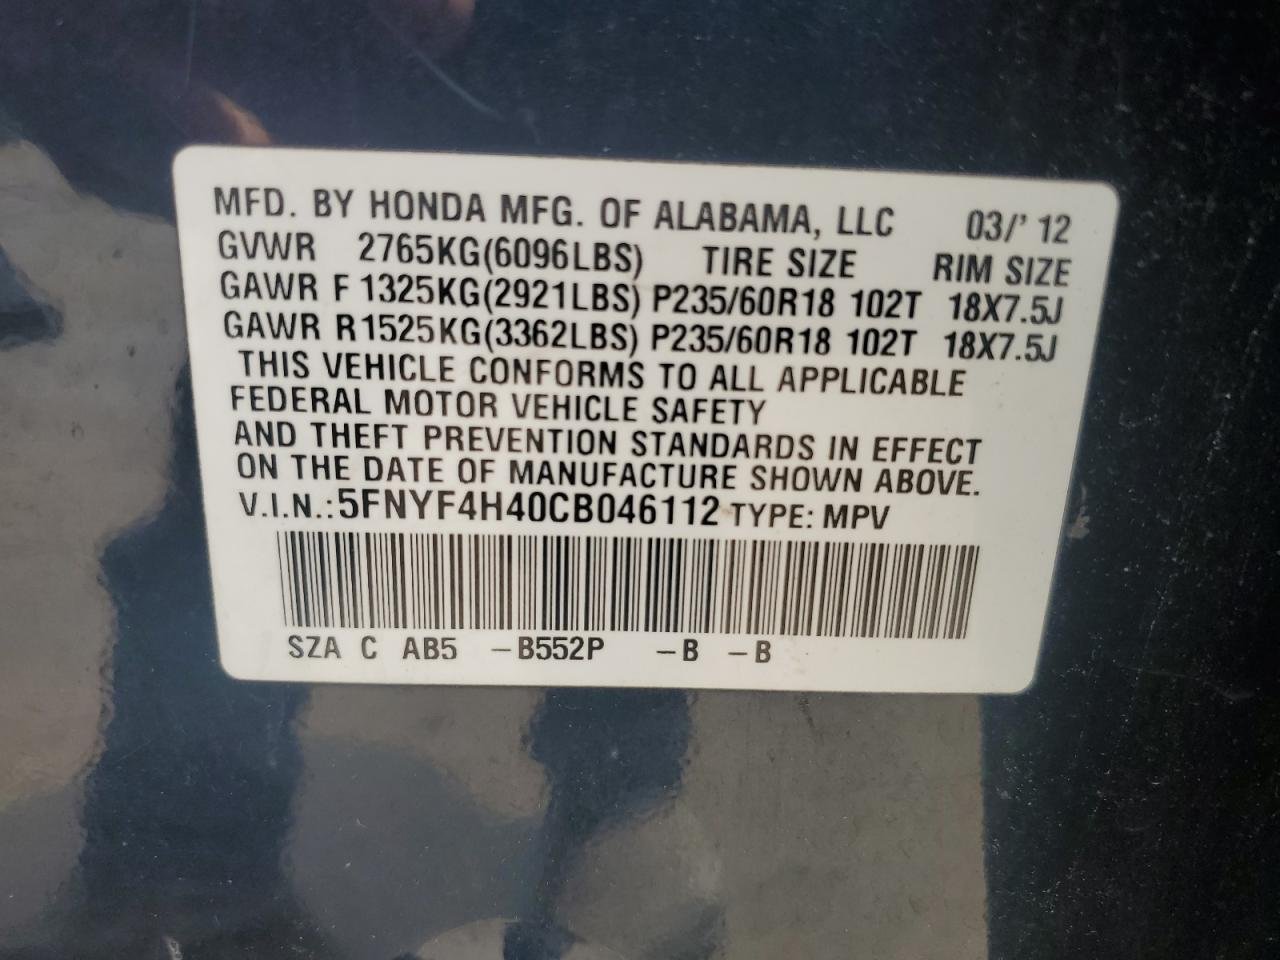 MFD. BY HONDA MFG. OF ALABAMA, LLC 03/' 12
GVWR 2765KG(6096LBS) TIRE SIZE RIM SIZE
GAWR F 1325KG(2921LBS) P235/60R18 102T 18X7.5J
GAWR R 1525KG(3362LBS) P235/60R18 102T 18X7.5J
THIS VEHICLE CONFORMS TO ALL APPLICABLE
FEDERAL MOTOR VEHICLE SAFETY
AND THEFT PREVENTION STANDARDS IN EFFECT
ON THE DATE OF MANUFACTURE SHOWN ABOVE.
V.I.N.: 5FNYF4H40CB046112 TYPE: MPV
SZA C AB5 -B552P -B -B